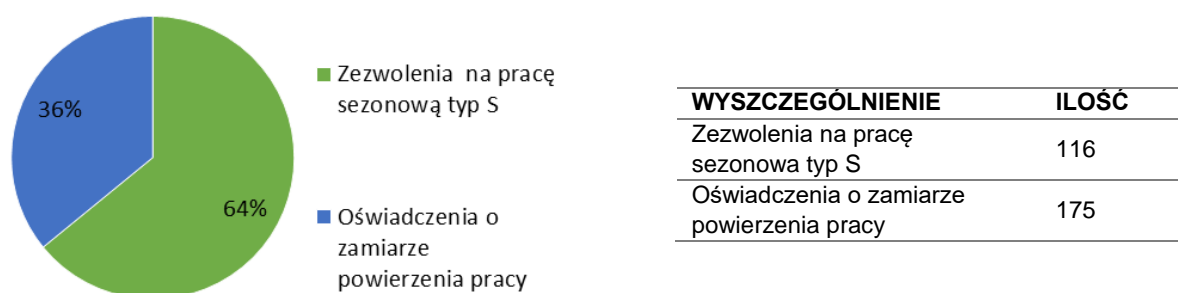 36%
64%
Zezwolenia na pracę
sezonową typ S
Oświadczenia o
zamiarze
powierzenia pracy
WYSZCZEGÓLNIENIE ILOŚĆ
Zezwolenia na pracę
sezonowa typ S 116
Oświadczenia o zamiarze
powierzenia pracy 175